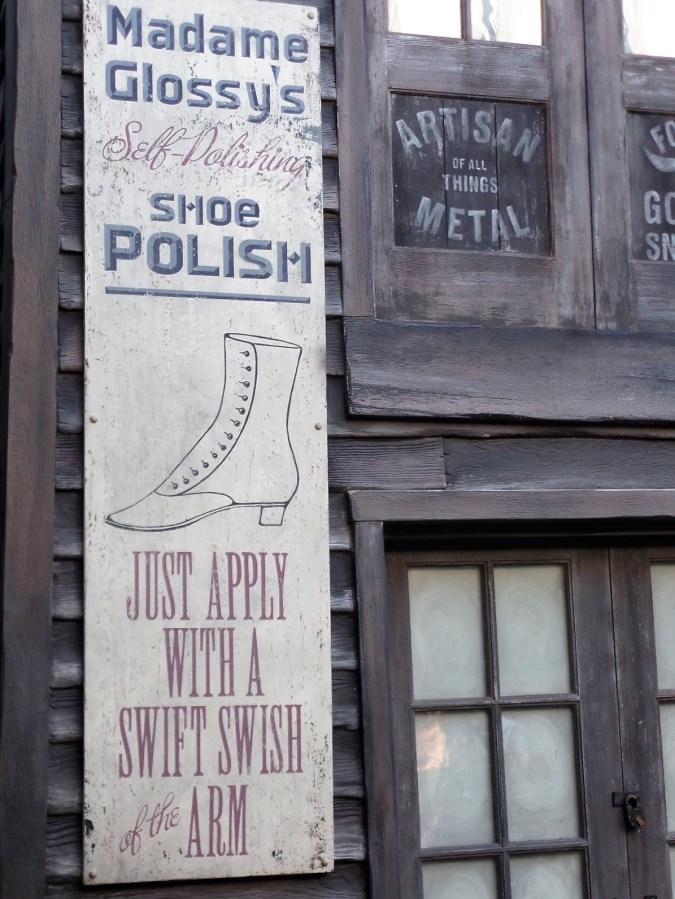 Madame
Glossy's
Self-Polishing
SHOE
POLISH
JUST APPLY
WITH A
SWIFT SWISH
of the ARM
ARTISAN
OF ALL
THINGS
METAL